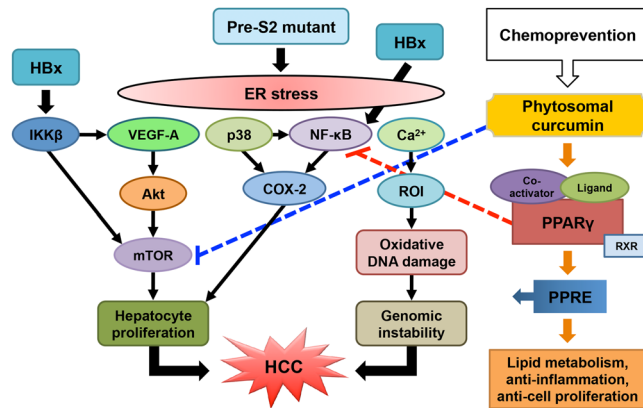 Pre-S2 mutant
HBx
HBx
Chemoprevention
ER stress
Phytosomal
curcumin
IKKβ
VEGF-A
p38
NF-κB
Ca²⁺
Co-
activator
Ligand
Akt
COX-2
ROI
PPARγ
RXR
mTOR
Oxidative
DNA damage
PPRE
Hepatocyte
proliferation
Genomic
instability
HCC
Lipid metabolism,
anti-inflammation,
anti-cell proliferation